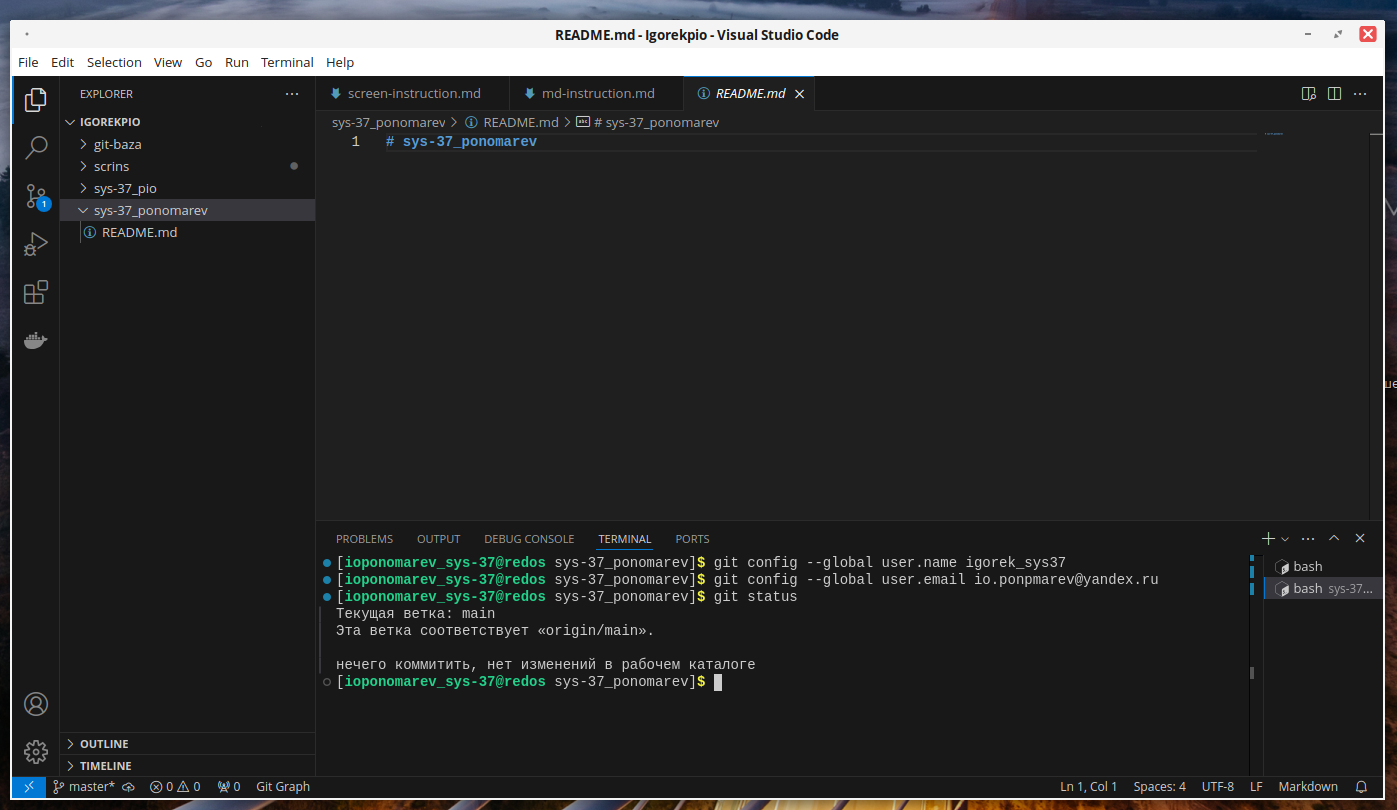 README.md - Igorekpio - Visual Studio Code
File Edit Selection View Go Run Terminal Help
EXPLORER
IGOREKPIO
git-baza
scrins
sys-37_pio
sys-37_ponomarev
README.md
OUTLINE
TIMELINE
1
screen-instruction.md md-instruction.md README.md
sys-37_ponomarev > README.md > # sys-37_ponomarev
1 # sys-37_ponomarev
PROBLEMS OUTPUT DEBUG CONSOLE TERMINAL PORTS
[ioponomarev_sys-37@redos sys-37_ponomarev]$ git config --global user.name igorek_sys37
[ioponomarev_sys-37@redos sys-37_ponomarev]$ git config --global user.email io.ponpmarev@yandex.ru
[ioponomarev_sys-37@redos sys-37_ponomarev]$ git status
Текущая ветка: main
Эта ветка соответствует «origin/main».
нечего коммитить, нет изменений в рабочем каталоге
[ioponomarev_sys-37@redos sys-37_ponomarev]$
bash
bash sys-37...
master* 0 0 0 Git Graph Ln 1, Col 1 Spaces: 4 UTF-8 LF Markdown